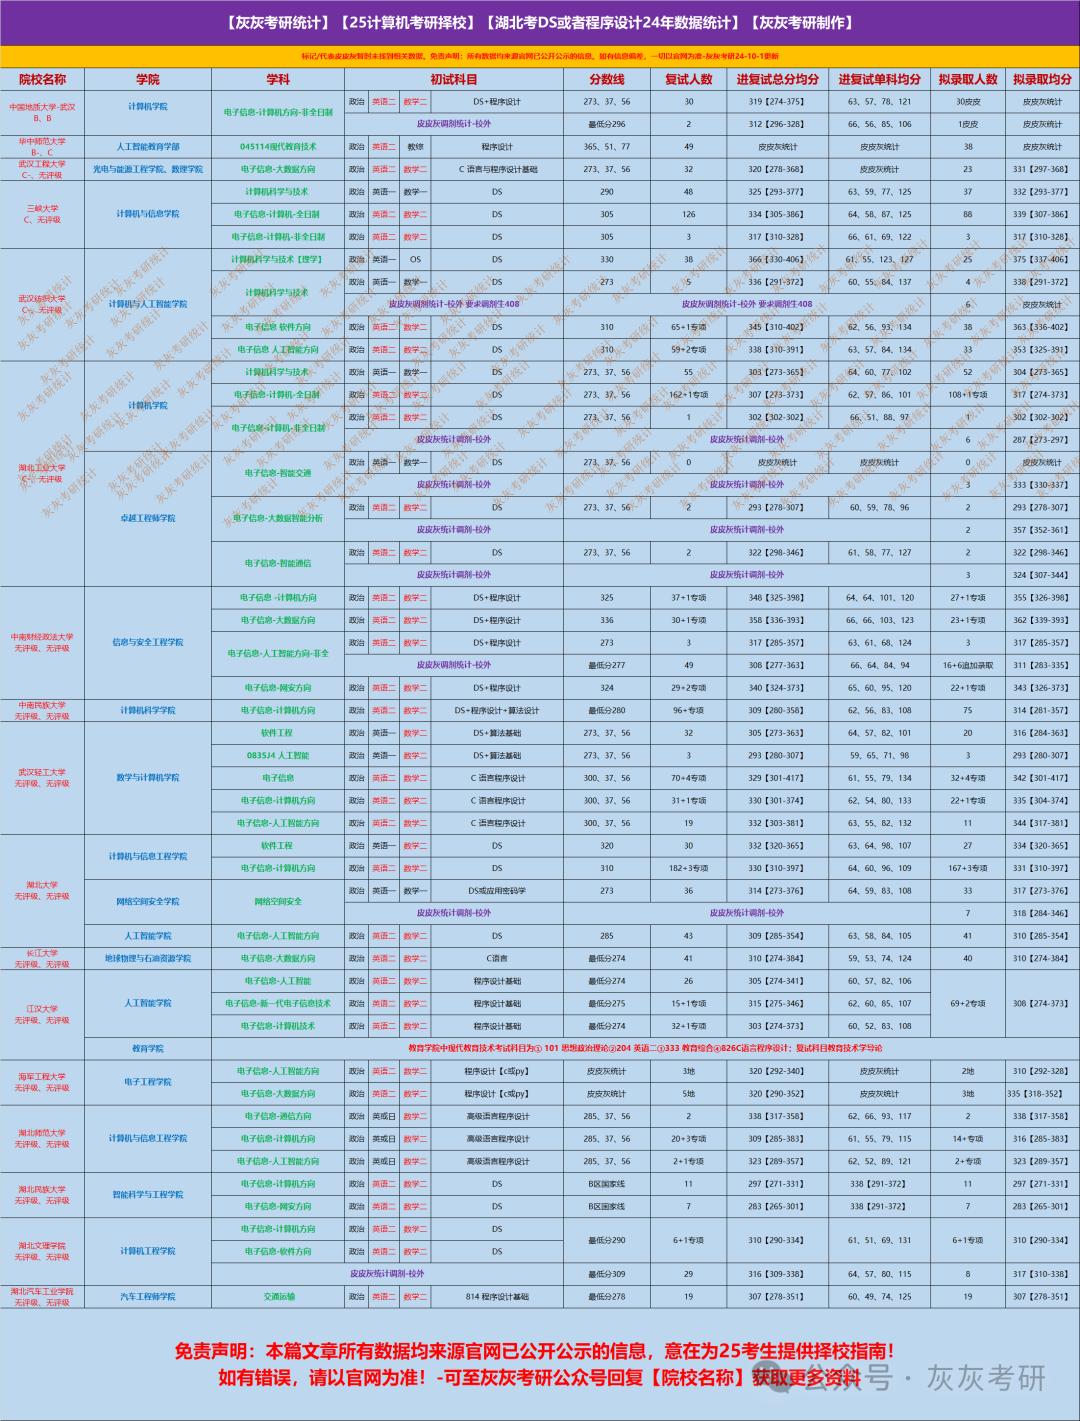 【灰灰考研统计】【25计算机考研择校】【湖北考DS或者程序设计24年数据统计】【灰灰考研制作】
标记/代表皮皮灰暂时未找到相关数据。免责声明：所有数据均来源官网已公开公示的信息。如有信息偏差，一切以官网为准-灰灰考研24-10-1更新
院校名称 学院 学科 初试科目 分数线 复试人数 进复试总分均分 进复试单科均分 拟录取人数 拟录取均分
中国地质大学-武汉 B、B 计算机学院 电子信息-计算机方向-非全日制 政治 英语二 数学二 DS+程序设计 273、37、56 30 319【274-375】 63、57、78、121 30皮皮 皮皮灰统计
皮皮灰调剂统计-校外 最低分296 2 312【296-328】 66、56、85、106 1皮皮 皮皮灰统计
华中师范大学 B-、C 人工智能教育学部 045114现代教育技术 政治 英语二 教综 程序设计 365、51、77 49 皮皮灰统计 皮皮灰统计 38 皮皮灰统计
武汉工程大学 C-、无评级 光电与能源工程学院、数理学院 电子信息-大数据方向 政治 英语二 数学二 C 语言与程序设计基础 273、37、56 32 320【278-368】 皮皮灰统计 23 331【297-368】
三峡大学 C、无评级 计算机与信息学院 计算机科学与技术 政治 英语一 数学一 DS 290 48 325【293-377】 63、59、77、125 37 332【293-377】
电子信息-计算机-全日制 政治 英语二 数学二 DS 305 126 334【305-386】 64、58、87、125 88 339【307-386】
电子信息-计算机-非全日制 政治 英语二 数学二 DS 305 3 317【310-328】 66、61、69、122 3 317【310-328】
武汉纺织大学 C-、无评级 计算机与人工智能学院 计算机科学与技术【理学】 政治 英语一 OS DS 330 38 366【330-406】 61、55、123、127 25 375【337-406】
计算机科学与技术 政治 英语一 数学一 DS 273 5 336【291-372】 60、55、84、137 4 338【291-372】
皮皮灰调剂统计-校外 要求调剂生408 皮皮灰调剂统计-校外 要求调剂生408 6 皮皮灰统计
电子信息 软件方向 政治 英语二 数学二 DS 310 65+1专项 345【310-402】 62、56、93、134 38 363【336-402】
电子信息 人工智能方向 政治 英语二 数学二 DS 310 59+2专项 338【310-391】 63、57、84、134 33 353【325-391】
湖北工业大学 C-、无评级 计算机学院 计算机科学与技术 政治 英语一 数学一 DS 273、37、56 55 303【273-365】 64、60、77、102 52 304【273-365】
电子信息-计算机-全日制 政治 英语二 数学二 DS 273、37、56 162+1专项 307【273-373】 62、57、86、101 108+1专项 317【274-373】
电子信息-计算机-非全日制 政治 英语二 数学二 DS 273、37、56 1 302【302-302】 66、51、88、97 1 302【302-302】
皮皮灰统计调剂-校外 皮皮灰统计调剂-校外 6 287【273-297】
卓越工程师学院 电子信息-智能交通 政治 英语一 数学一 DS 273、37、56 0 皮皮灰统计 皮皮灰统计 0 皮皮灰统计
皮皮灰统计调剂-校外 皮皮灰统计调剂-校外 3 333【330-337】
电子信息-大数据智能分析 政治 英语二 数学二 DS 273、37、56 2 293【278-307】 60、59、78、96 2 293【278-307】
皮皮灰统计调剂-校外 皮皮灰统计调剂-校外 2 357【352-361】
电子信息-智能通信 政治 英语二 数学二 DS 273、37、56 2 322【298-346】 61、58、77、127 2 322【298-346】
皮皮灰统计调剂-校外 皮皮灰统计调剂-校外 3 324【307-344】
中南财经政法大学 无评级、无评级 信息与安全工程学院 电子信息 -计算机方向 政治 英语二 数学二 DS+程序设计 325 37+1专项 348【325-398】 64、64、101、120 27+1专项 355【326-398】
电子信息-大数据方向 政治 英语二 数学二 DS+程序设计 336 30+1专项 358【336-393】 66、66、103、123 23+1专项 362【339-393】
电子信息-人工智能方向-非全 政治 英语二 数学二 DS+程序设计 273 3 317【285-357】 63、61、68、124 3 317【285-357】
皮皮灰调剂统计-校外 最低分277 49 308【277-363】 66、64、84、94 16+6追加录取 311【283-335】
电子信息-网安方向 政治 英语二 数学二 DS+程序设计 324 29+2专项 340【324-373】 65、60、95、120 22+1专项 343【326-373】
中南民族大学 无评级、无评级 计算机科学学院 电子信息-计算机方向 政治 英语二 数学二 DS+程序设计+算法设计 最低分280 96+专项 309【280-358】 62、56、83、108 75 314【281-357】
武汉轻工大学 无评级、无评级 数学与计算机学院 软件工程 政治 英语一 数学二 DS+算法基础 273、37、56 32 305【273-363】 64、57、82、101 20 316【284-363】
0835J4 人工智能 政治 英语一 数学二 DS+算法基础 273、37、56 3 293【280-307】 59、65、71、98 3 293【280-307】
电子信息 政治 英语二 数学二 C 语言程序设计 300、37、56 70+4专项 329【301-417】 61、55、79、134 32+4专项 342【301-417】
电子信息-计算机方向 政治 英语二 数学二 C 语言程序设计 300、37、56 31+1专项 330【301-374】 62、54、80、133 22+1专项 335【304-374】
电子信息-人工智能方向 政治 英语二 数学二 C 语言程序设计 300、37、56 19 332【303-381】 63、55、82、132 11 344【317-381】
湖北大学 无评级、无评级 计算机与信息工程学院 软件工程 政治 英语一 数学二 DS 320 30 332【320-365】 63、64、98、107 27 334【320-365】
电子信息-计算机方向 政治 英语二 数学二 DS 310 182+3专项 330【310-397】 64、60、96、109 167+3专项 331【310-397】
网络空间安全学院 网络空间安全 政治 英语一 数学一 DS或应用密码学 273 36 314【273-376】 64、59、83、108 33 317【273-376】
皮皮灰统计调剂-校外 皮皮灰统计调剂-校外 7 318【284-346】
人工智能学院 电子信息-人工智能方向 政治 英语二 数学二 DS 285 43 309【285-354】 63、58、84、105 41 310【285-354】
长江大学 无评级、无评级 地球物理与石油资源学院 电子信息-大数据方向 政治 英语二 数学二 C语言 最低分274 41 310【274-384】 59、53、74、124 40 310【274-384】
江汉大学 无评级、无评级 人工智能学院 电子信息-人工智能 政治 英语二 数学二 程序设计基础 最低分274 26 305【274-341】 60、57、82、106 69+2专项 308【274-373】
电子信息-新一代电子信息技术 政治 英语二 数学二 程序设计基础 最低分275 15+1专项 315【275-346】 62、60、85、107
电子信息-计算机技术 政治 英语二 数学二 程序设计基础 最低分274 32+1专项 303【274-373】 60、52、83、108
教育学院 教育学院中现代教育技术考试科目为① 101 思想政治理论②204 英语二③333 教育综合④826C语言程序设计；复试科目教育技术学导论
海军工程大学 无评级、无评级 电子工程学院 电子信息-人工智能方向 政治 英语二 数学二 程序设计【c或py】 皮皮灰统计 3地 320【292-340】 皮皮灰统计 2地 310【292-328】
电子信息-大数据方向 政治 英语二 数学二 程序设计【c或py】 皮皮灰统计 5地 320【290-352】 皮皮灰统计 3地 335【318-352】
湖北师范大学 无评级、无评级 计算机与信息工程学院 电子信息-通信方向 政治 英或日 数学二 高级语言程序设计 285、37、56 2 338【317-358】 62、66、93、117 2 338【317-358】
电子信息-计算机方向 政治 英或日 数学二 高级语言程序设计 285、37、56 20+3专项 309【285-383】 61、55、79、115 14+专项 316【285-383】
电子信息-人工智能方向 政治 英或日 数学二 高级语言程序设计 285、37、56 2+1专项 323【289-357】 62、52、89、121 2+专项 323【289-357】
湖北民族大学 无评级、无评级 智能科学与工程学院 电子信息-计算机方向 政治 英语二 数学二 DS B区国家线 11 297【271-331】 338【291-372】 11 297【271-331】
电子信息-网安方向 政治 英语二 数学二 DS B区国家线 7 283【265-301】 338【291-372】 7 283【265-301】
湖北文理学院 无评级、无评级 计算机工程学院 电子信息-计算机方向 政治 英语二 数学二 DS 最低分290 6+1专项 310【290-334】 61、51、69、131 6+1专项 310【290-334】
电子信息-软件方向 政治 英语二 数学二 DS
皮皮灰统计调剂-校外 最低分309 29 316【309-338】 64、57、80、115 8 317【310-338】
湖北汽车工业学院 无评级、无评级 汽车工程师学院 交通运输 政治 英语二 数学二 814 程序设计基础 最低分278 19 307【278-351】 60、49、74、125 19 307【278-351】
免责声明：本篇文章所有数据均来源官网已公开公示的信息，意在为25考生提供择校指南！
如有错误，请以官网为准！-可至灰灰考研公众号回复【院校名称】获取更多资料
公众号 · 灰灰考研
灰灰考研统计